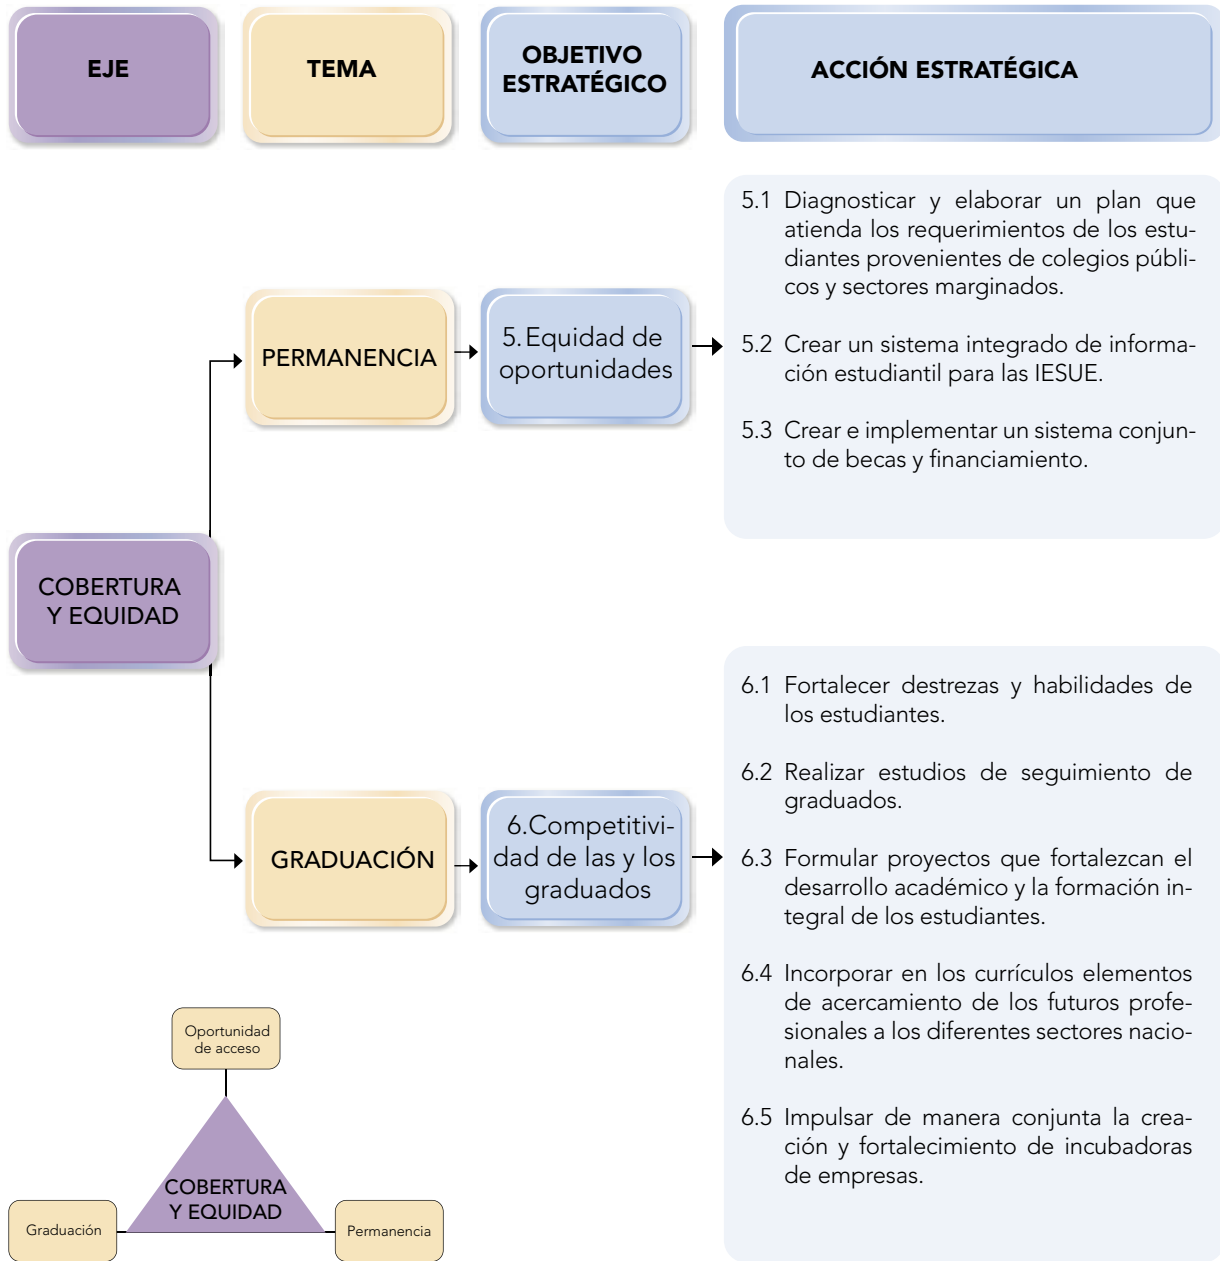 EJE
TEMA
OBJETIVO
ESTRATÉGICO
ACCIÓN ESTRATÉGICA
COBERTURA
Y EQUIDAD
PERMANENCIA
5. Equidad de
oportunidades
5.1 Diagnosticar y elaborar un plan que
atienda los requerimientos de los estu-
diantes provenientes de colegios públi-
cos y sectores marginados.
5.2 Crear un sistema integrado de informa-
ción estudiantil para las IESUE.
5.3 Crear e implementar un sistema conjun-
to de becas y financiamiento.
GRADUACIÓN
6.Competitivi-
dad de las y los
graduados
6.1 Fortalecer destrezas y habilidades de
los estudiantes.
6.2 Realizar estudios de seguimiento de
graduados.
6.3 Formular proyectos que fortalezcan el
desarrollo académico y la formación in-
tegral de los estudiantes.
6.4 Incorporar en los currículos elementos
de acercamiento de los futuros profe-
sionales a los diferentes sectores nacio-
nales.
6.5 Impulsar de manera conjunta la crea-
ción y fortalecimiento de incubadoras
de empresas.
Oportunidad
de acceso
COBERTURA
Y EQUIDAD
Graduación
Permanencia